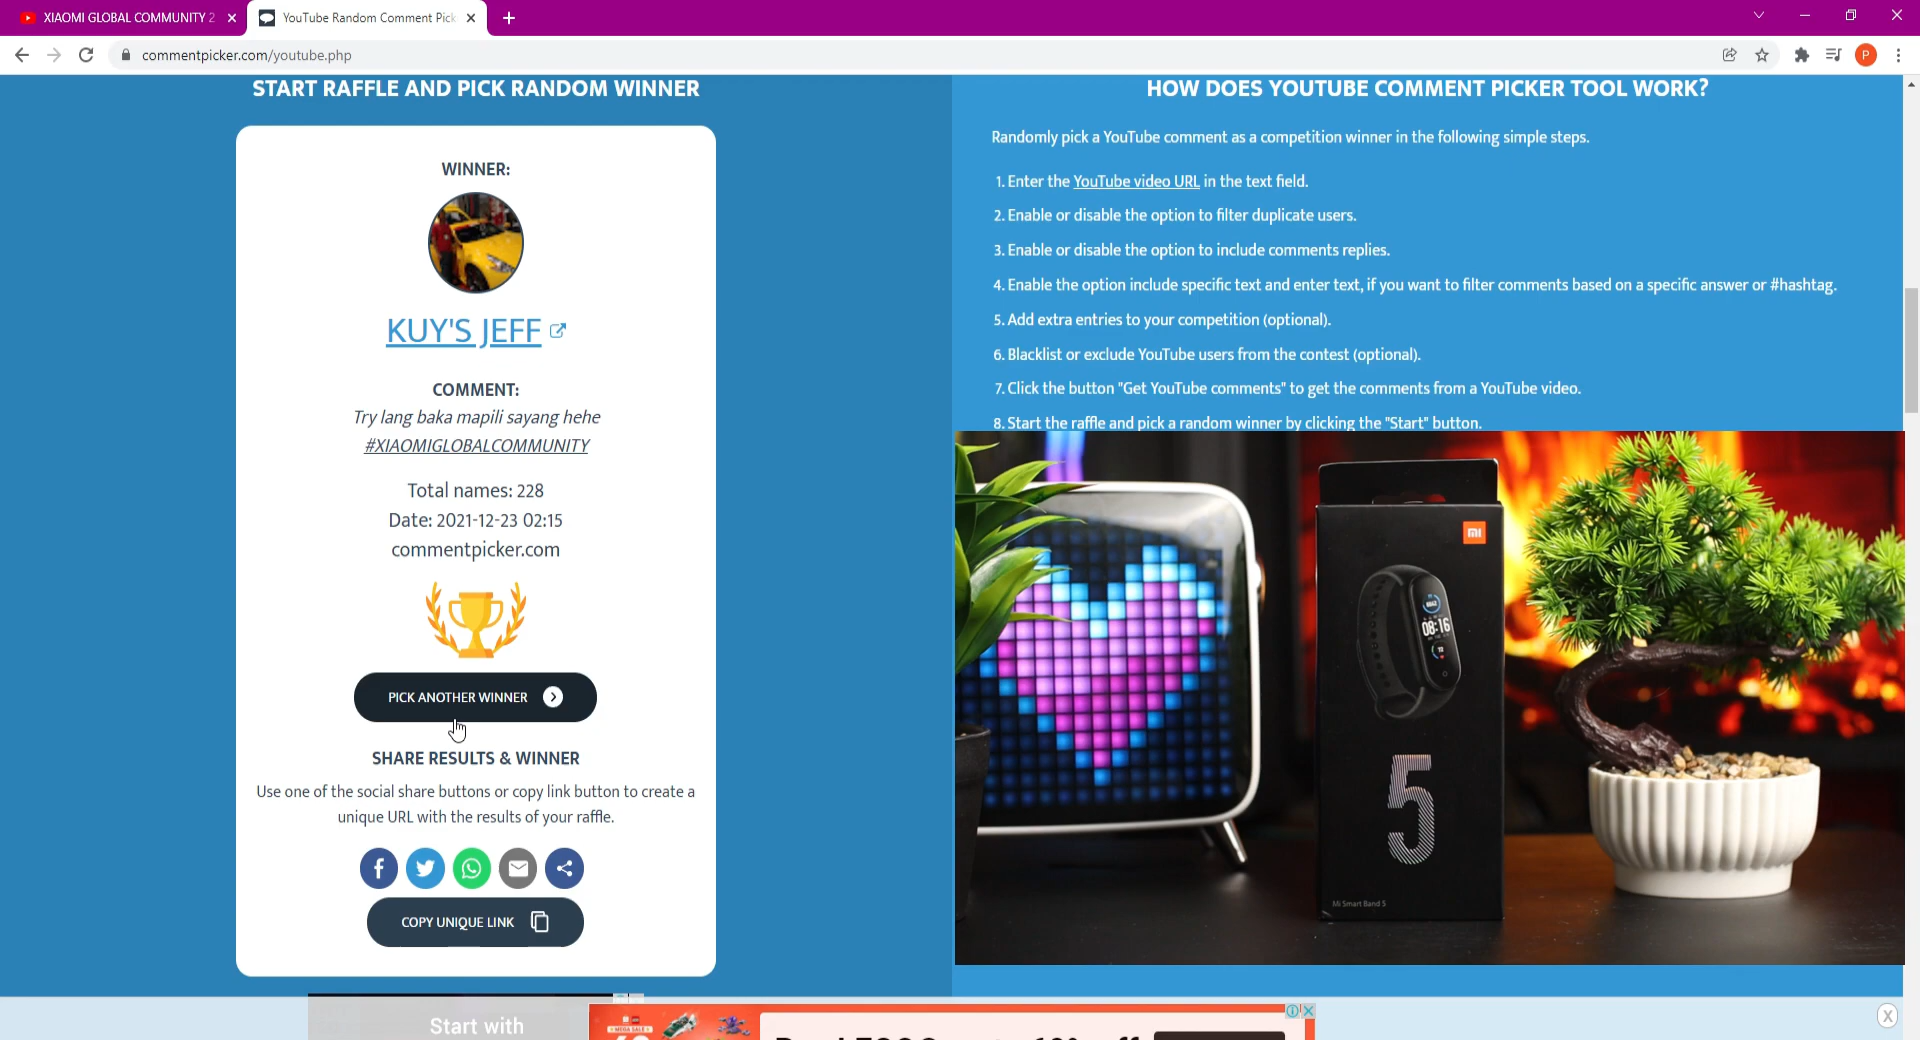 XIAOMI GLOBAL COMMUNITY 2
YouTube Random Comment Pick
commentpicker.com/youtube.php
P
START RAFFLE AND PICK RANDOM WINNER
WINNER:
KUY'S JEFF
COMMENT:
Try lang baka mapili sayang hehe
#XIAOMIGLOBALCOMMUNITY
Total names: 228
Date: 2021-12-23 02:15
commentpicker.com
PICK ANOTHER WINNER
SHARE RESULTS & WINNER
Use one of the social share buttons or copy link button to create a
unique URL with the results of your raffle.
COPY UNIQUE LINK
HOW DOES YOUTUBE COMMENT PICKER TOOL WORK?
Randomly pick a YouTube comment as a competition winner in the following simple steps.
1. Enter the YouTube video URL in the text field.
2. Enable or disable the option to filter duplicate users.
3. Enable or disable the option to include comments replies.
4. Enable the option include specific text and enter text, if you want to filter comments based on a specific answer or #hashtag.
5. Add extra entries to your competition (optional).
6. Blacklist or exclude YouTube users from the contest (optional).
7. Click the button "Get YouTube comments" to get the comments from a YouTube video.
8. Start the raffle and pick a random winner by clicking the "Start" button.
mi
08:16
5
Mi Smart Band 5
Start with
MEGA SALE